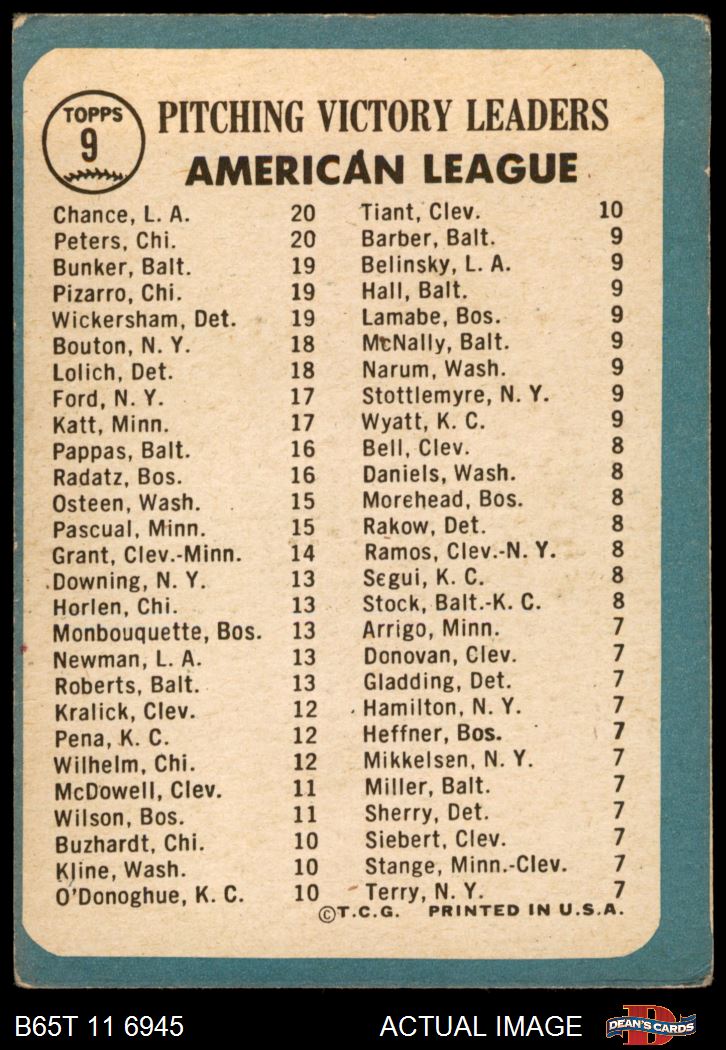 TOPPS
9
PITCHING VICTORY LEADERS
AMERICAN LEAGUE
Chance, L. A. 20
Peters, Chi. 20
Bunker, Balt. 19
Pizarro, Chi. 19
Wickersham, Det. 19
Bouton, N. Y. 18
Lolich, Det. 18
Ford, N. Y. 17
Katt, Minn. 17
Pappas, Balt. 16
Radatz, Bos. 16
Osteen, Wash. 15
Pascual, Minn. 15
Grant, Clev.-Minn. 14
Downing, N. Y. 13
Horlen, Chi. 13
Monbouquette, Bos. 13
Newman, L. A. 13
Roberts, Balt. 13
Kralick, Clev. 12
Pena, K. C. 12
Wilhelm, Chi. 12
McDowell, Clev. 11
Wilson, Bos. 11
Buzhardt, Chi. 10
Kline, Wash. 10
O'Donoghue, K. C. 10
Tiant, Clev. 10
Barber, Balt. 9
Belinsky, L. A. 9
Hall, Balt. 9
Lamabe, Bos. 9
McNally, Balt. 9
Narum, Wash. 9
Stottlemyre, N. Y. 9
Wyatt, K. C. 9
Bell, Clev. 8
Daniels, Wash. 8
Morehead, Bos. 8
Rakow, Det. 8
Ramos, Clev.-N. Y. 8
Segui, K. C. 8
Stock, Balt.-K. C. 8
Arrigo, Minn. 7
Donovan, Clev. 7
Gladding, Det. 7
Hamilton, N. Y. 7
Heffner, Bos. 7
Mikkelsen, N. Y. 7
Miller, Balt. 7
Sherry, Det. 7
Siebert, Clev. 7
Stange, Minn.-Clev. 7
Terry, N. Y. 7
©T.C.G. PRINTED IN U.S.A.
B65T 11 6945 ACTUAL IMAGE
D
DEAN'S CARDS